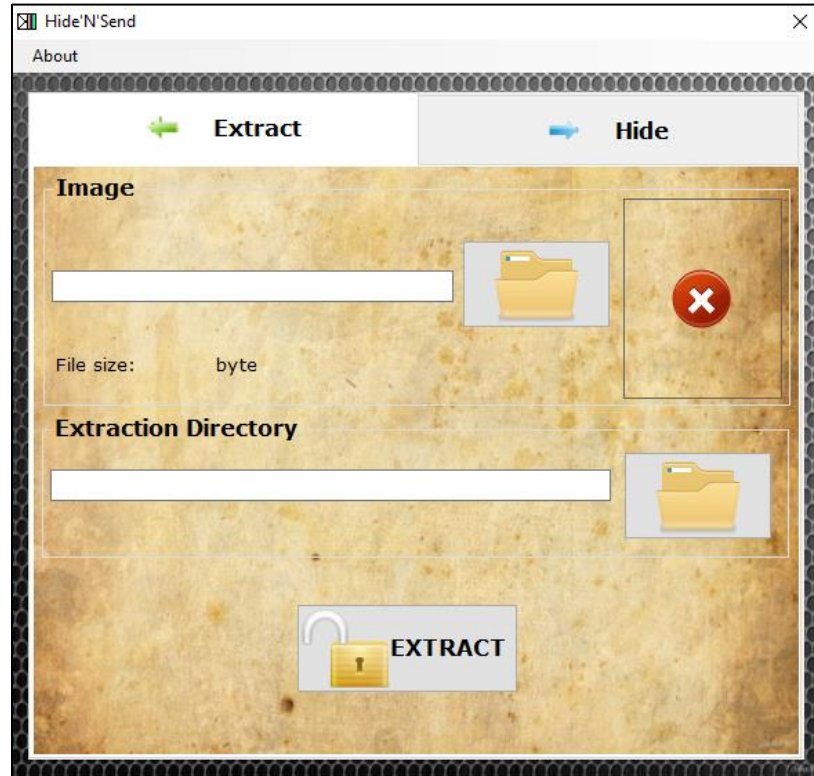 Hide'N'Send
About
Extract Hide
Image
File size: byte
Extraction Directory
EXTRACT